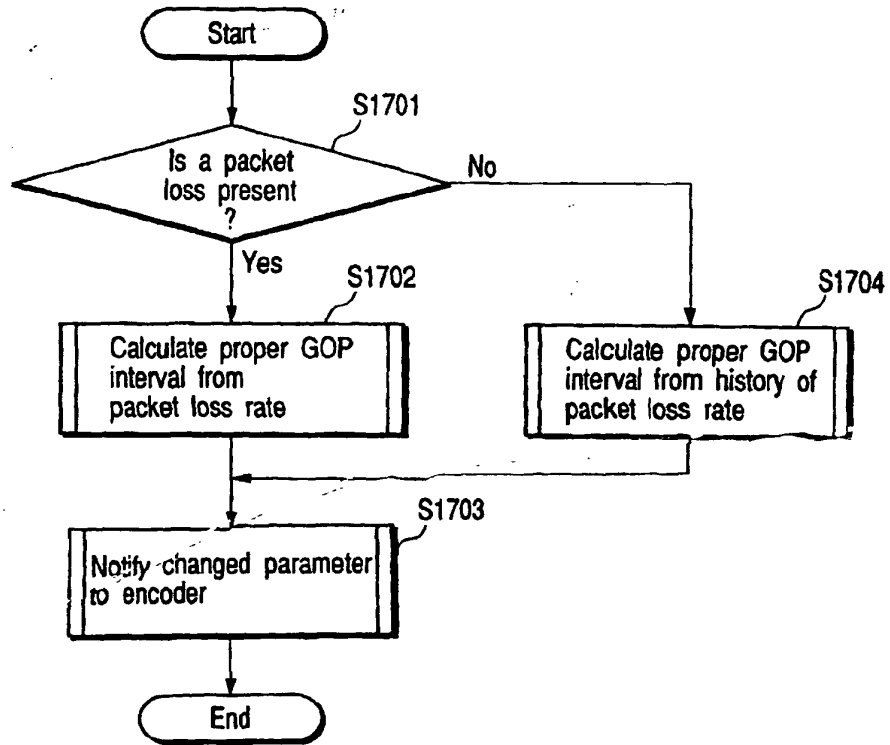 Start
S1701
Is a packet
loss present
?
No
Yes
S1702
S1704
Calculate proper GOP
interval from
packet loss rate
Calculate proper GOP
interval from history of
packet loss rate
S1703
Notify changed parameter
to encoder
End